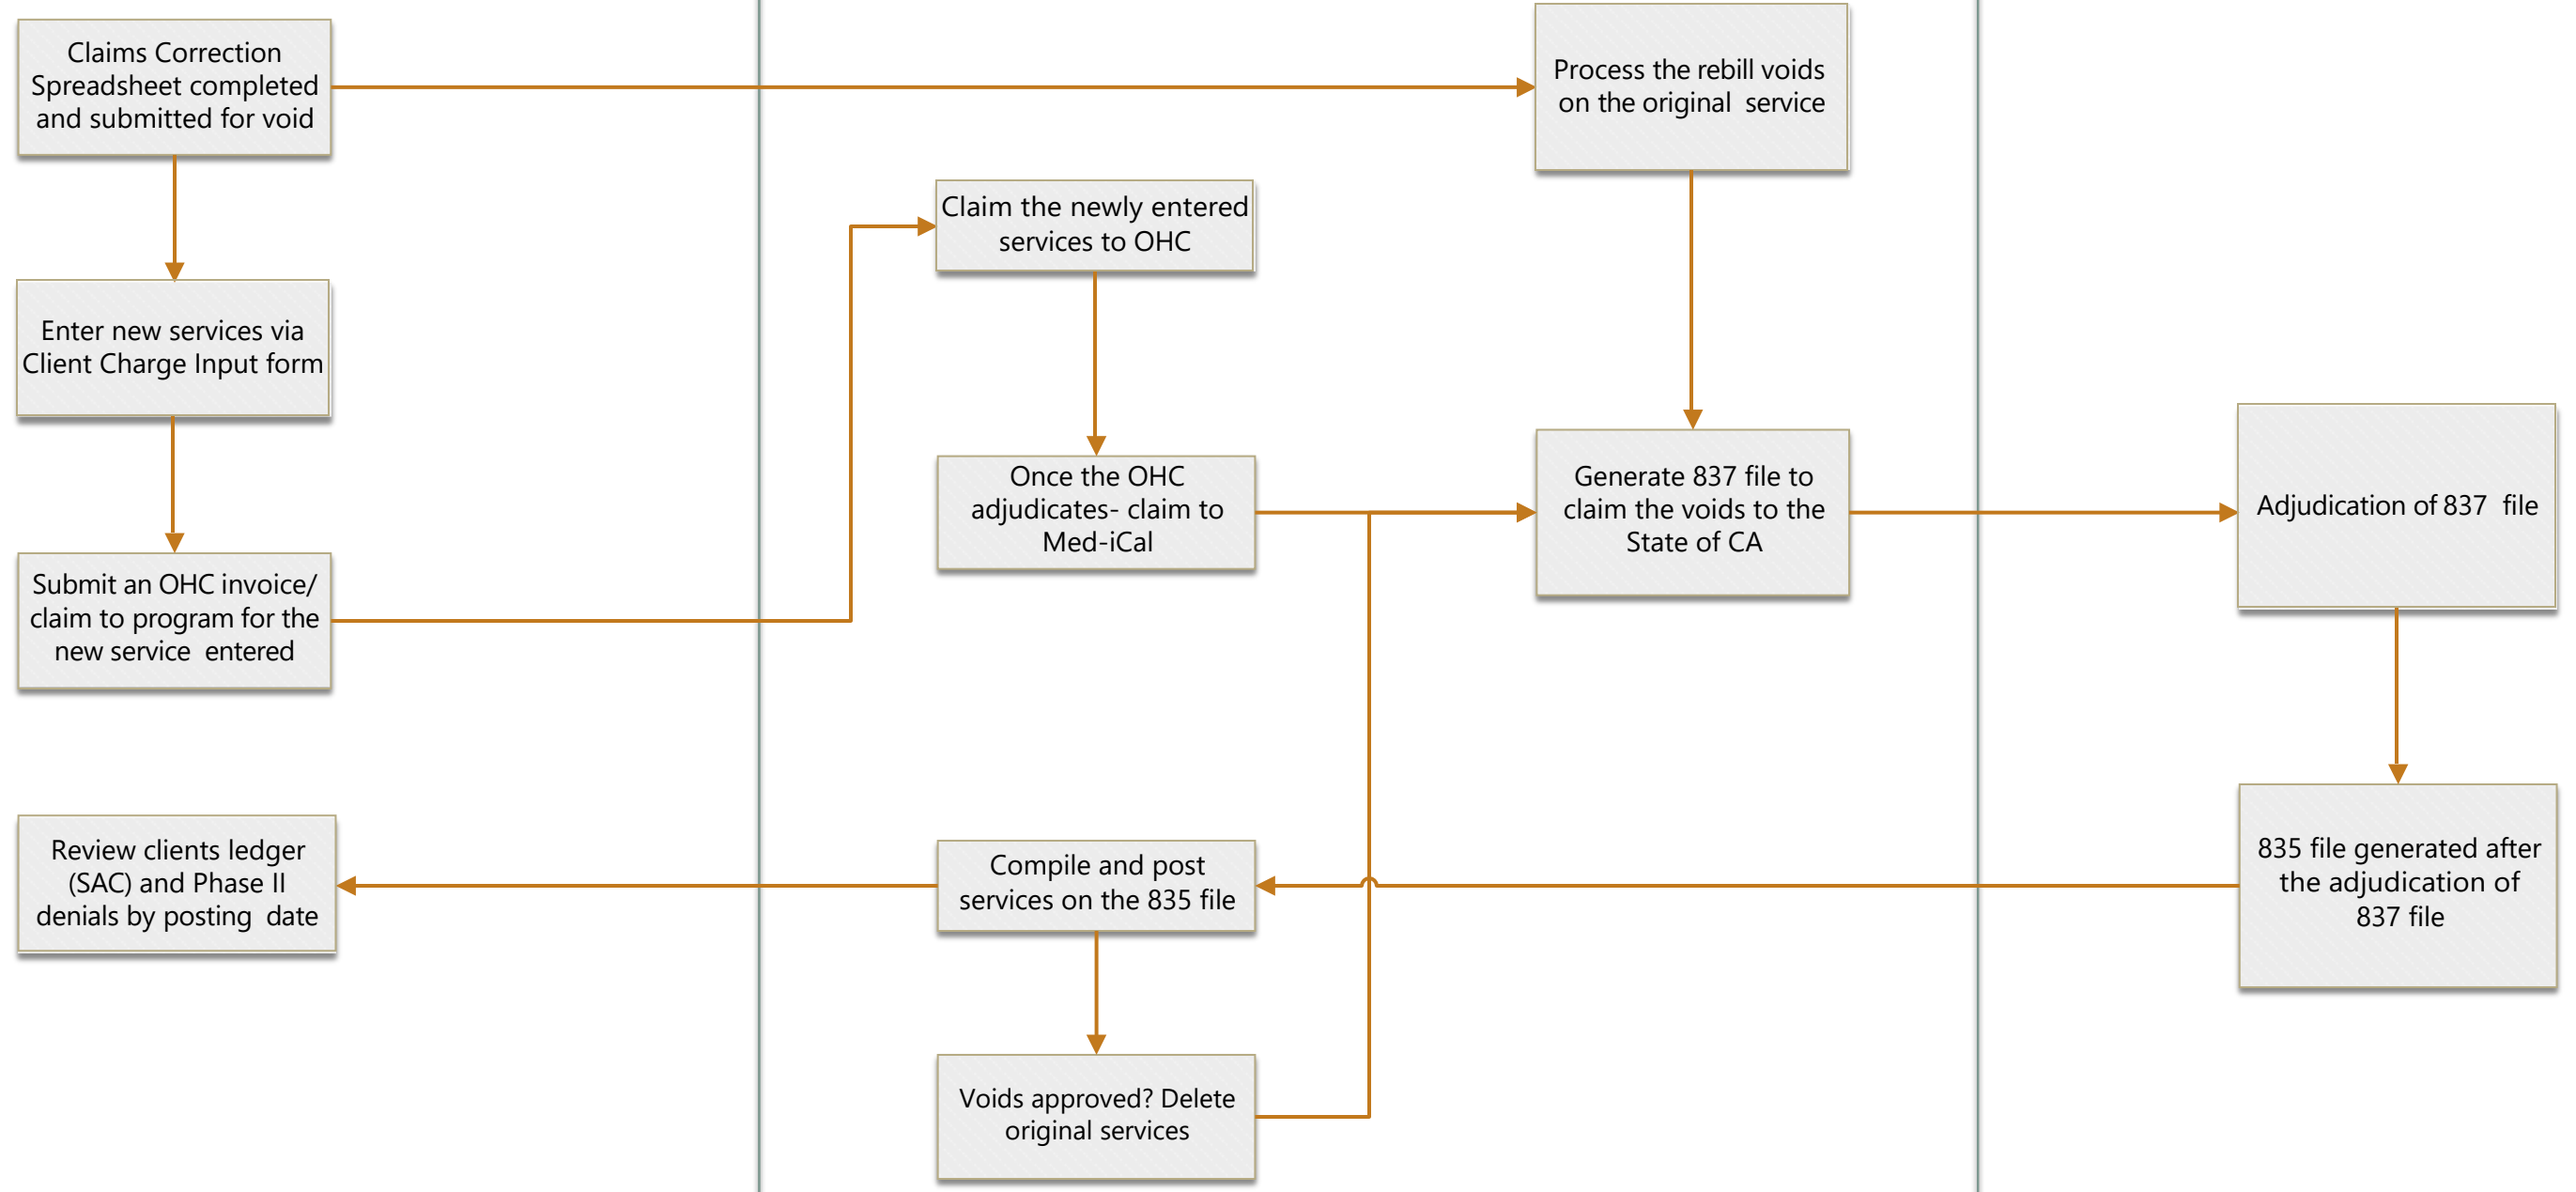 Claims Correction
Spreadsheet completed
and submitted for void
Process the rebill voids
on the original service
Claim the newly entered
services to OHC
Enter new services via
Client Charge Input form
Once the OHC
adjudicates- claim to
Med-iCal
Generate 837 file to
claim the voids to the
State of CA
Adjudication of 837 file
Submit an OHC invoice/
claim to program for the
new service entered
Review clients ledger
(SAC) and Phase II
denials by posting date
Compile and post
services on the 835 file
835 file generated after
the adjudication of
837 file
Voids approved? Delete
original services